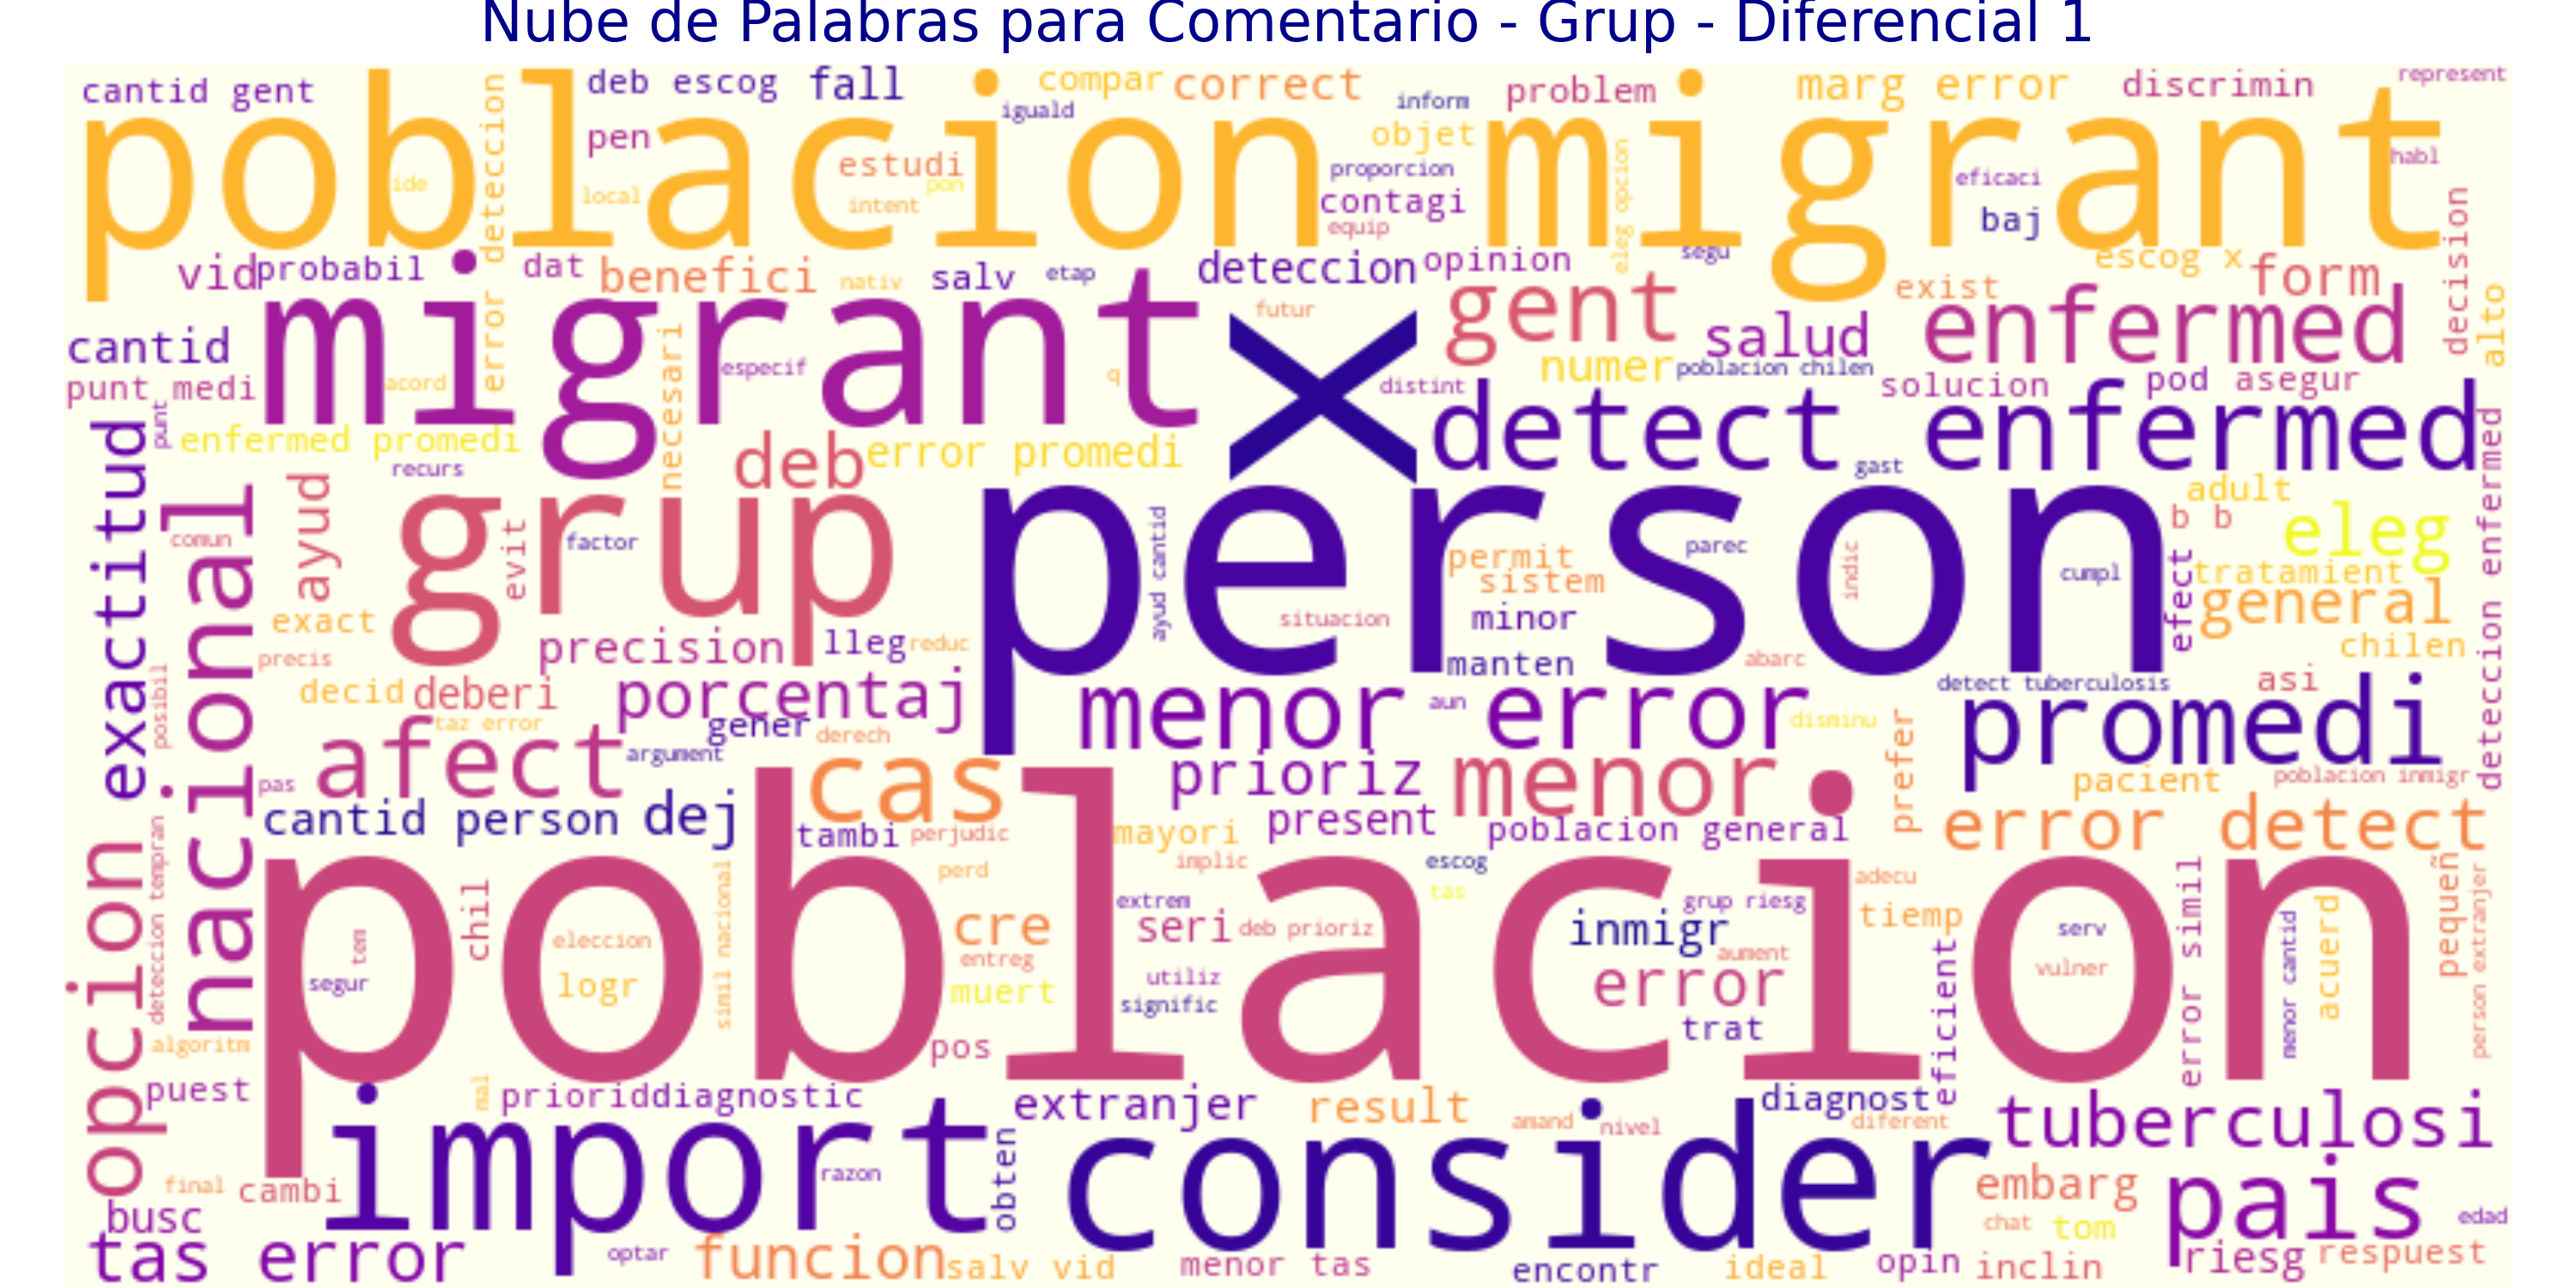 Nube de Palabras para Comentario - Grup - Diferencial 1
cantid gent
error deteccion
deb escog
fall
compar
correct
inform
problem
marg error
discrimin
represent
iguald
pen
objet
poblacion migrant
ide
local
estudi
pon
intent
proporcion
contagi
equip
eleg opcion
eficaci
baj
habl
decision
vid
probabil
dat
benefici
nativ
salv
etap
deteccion
opinion
segu
escog x
form
exist
alto
cantid
migrant
necesari
especif
q
futur
x
gent
salud
enfermed
numer
poblacion chilen
distint
solucion
pod
asegur
punt medi
acord
punt
enfermed promedi
recurs
deb
error promedi
detect enfermed
gast
deteccion enfermed
adult
b b
eleg
exactitud
nacional
comun
ayud
grup
evit
factor
person
ayud cantid
permit
sistem
parec
indic
cumpl
situacion
minor
effect
tratamient
general
chilen
exact
precis
precision
lleg
reduc
manten
abarc
decid
deberi
porcentaj
posibil
menor error
aun
disminu
detect tuberculosis
asi
promedi
taz error
gener
derech
afect
argument
pas
cas
prioriz
menor
prefer
pacient
poblacion inmigr
cantid person
dej
tambi
perjudic
mayori
present
poblacion general
error detect
opcion
deteccion tempran
poblacion
chil
simil nacional
perd
implic
escog
tas
adecu
pequeñ
person extranjer
tem
segur
eleccion
logr
cre
entreg
muert
extrem
seri
deb prioriz
utiliz
signific
grup riesg
inmigr
aument
error
trat
tiemp
eficient
serv
vulner
error simil
menor cantid
acuerd
algoritm
pos
puest
mal
priorid
diagnostic
extranjer
result
amand
nivel
diagnost
diferent
tuberculosi
import
razon
obten
consider
final
cambi
busc
embarg
chat
tom
pais
edad
tas error
optar
funcion
salv vid
menor tas
encontr
ideal
opin
inclin
riesg
respuest